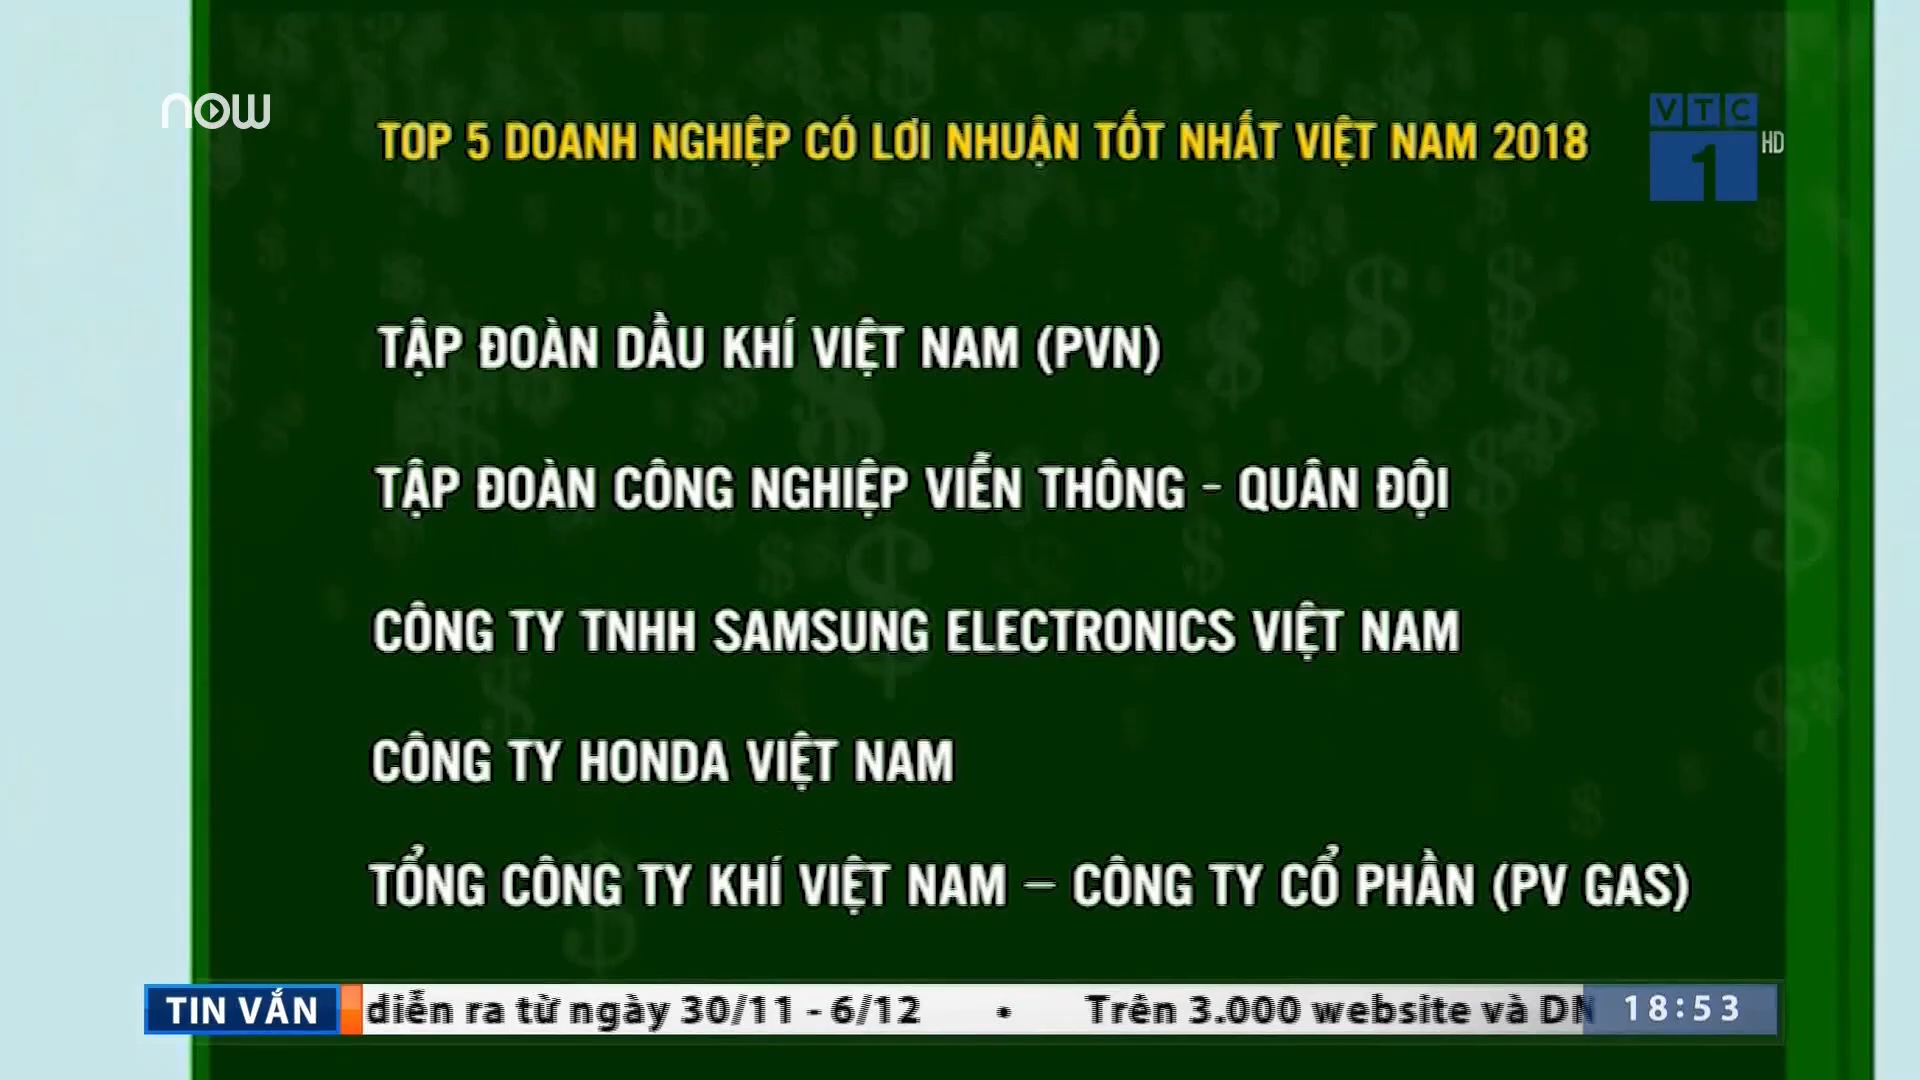 now
VTC
1
HD
TOP 5 DOANH NGHIỆP CÓ LỢI NHUẬN TỐT NHẤT VIỆT NAM 2018
TẬP ĐOÀN DẦU KHÍ VIỆT NAM (PVN)
TẬP ĐOÀN CÔNG NGHIỆP VIỄN THÔNG - QUÂN ĐỘI
CÔNG TY TNHH SAMSUNG ELECTRONICS VIỆT NAM
CÔNG TY HONDA VIỆT NAM
TỔNG CÔNG TY KHÍ VIỆT NAM – CÔNG TY CỔ PHẦN (PV GAS)
TIN VẮN diễn ra từ ngày 30/11 - 6/12 • Trên 3.000 website và DN 18:53